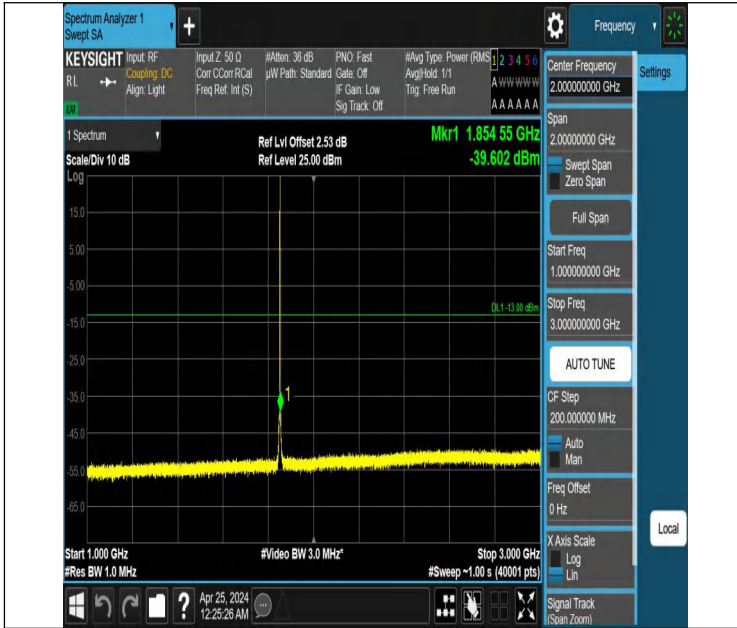 Spectrum Analyzer 1
Swept SA
+
Frequency
KEYSIGHT
RL
Input: RF
Coupling: DC
Align: Light
Input Z: 50 Ω
Corr CCorr RCal
Freq Ref: Int (S)
#Atten: 36 dB
µW Path: Standard
PNO: Fast
Gate: Off
IF Gain: Low
Sig Track: Off
#Avg Type: Power (RMS
Avg|Hold: 1/1
Trig: Free Run
1 2 3 4 5 6
A W W W W W
A A A A A A
1 Spectrum
Scale/Div 10 dB
Ref Lvl Offset 2.53 dB
Ref Level 25.00 dBm
Mkr1 1.854 55 GHz
-39.602 dBm
Log
15.0
5.00
-5.00
DL1 -13.00 dBm
-15.0
-25.0
-35.0
1
-45.0
-55.0
-65.0
Start 1.000 GHz
#Res BW 1.0 MHz
#Video BW 3.0 MHz*
Stop 3.000 GHz
#Sweep ~1.00 s (40001 pts)
Apr 25, 2024
12:25:26 AM
?
Center Frequency
2.000000000 GHz
Settings
Span
2.00000000 GHz
Swept Span
Zero Span
Full Span
Start Freq
1.000000000 GHz
Stop Freq
3.000000000 GHz
AUTO TUNE
CF Step
200.000000 MHz
Auto
Man
Freq Offset
0 Hz
X Axis Scale
Log
Lin
Local
Signal Track
(Span Zoom)